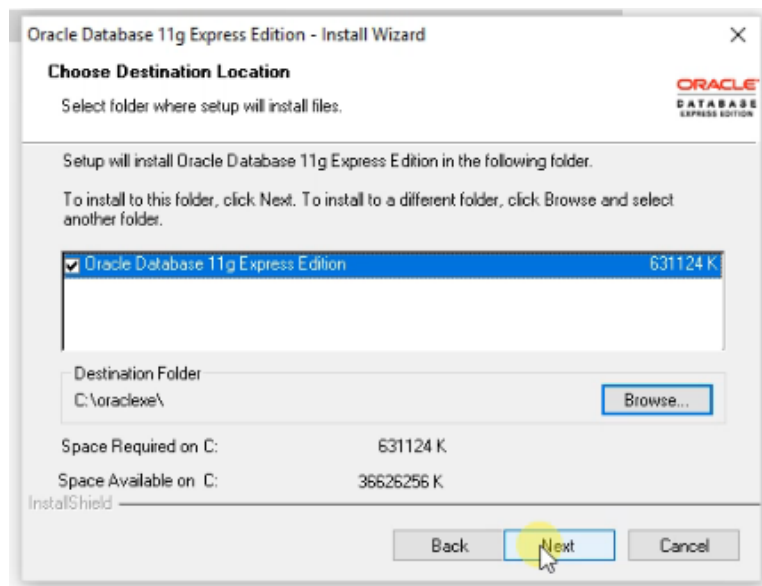 Oracle Database 11g Express Edition - Install Wizard
Choose Destination Location
Select folder where setup will install files.
ORACLE
DATABASE
EXPRESS EDITION
Setup will install Oracle Database 11g Express Edition in the following folder.
To install to this folder, click Next. To install to a different folder, click Browse and select
another folder.
Oracle Database 11g Express Edition 631124 K
Destination Folder
C:\oraclexe\ Browse...
Space Required on C: 631124 K
Space Available on C: 36626256 K
InstallShield
Back Next Cancel